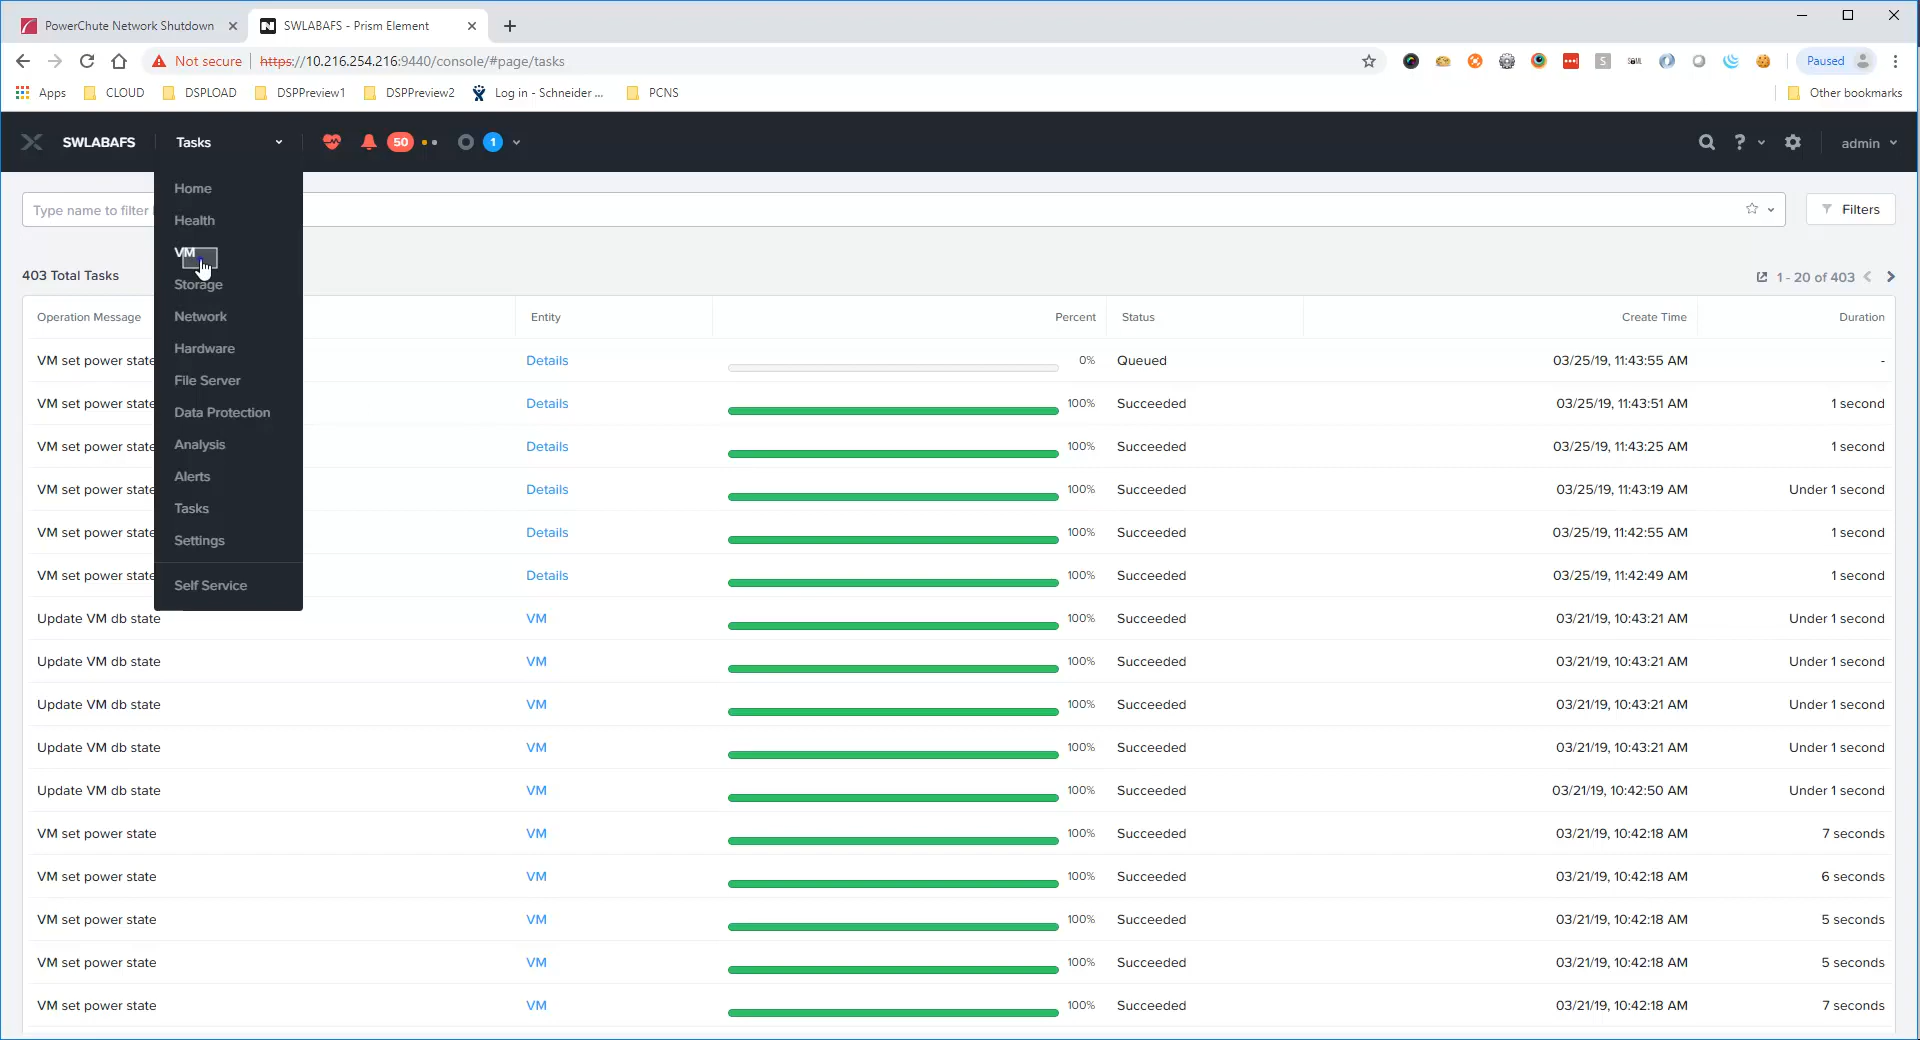 PowerChute Network Shutdown
SWLABAFS - Prism Element
Not secure https://10.216.254.216:9440/console/#page/tasks
Paused
Apps CLOUD DSPLOAD DSPPreview1 DSPPreview2 Log in - Schneider ... PCNS Other bookmarks
SWLABAFS Tasks 50 1 ? admin
Home
Health
VM
Storage
Network
Hardware
File Server
Data Protection
Analysis
Alerts
Tasks
Settings
Self Service
Type name to filter
Filters
403 Total Tasks
1 - 20 of 403
Operation Message Entity Percent Status Create Time Duration
VM set power state Details 0% Queued 03/25/19, 11:43:55 AM -
VM set power state Details 100% Succeeded 03/25/19, 11:43:51 AM 1 second
VM set power state Details 100% Succeeded 03/25/19, 11:43:25 AM 1 second
VM set power state Details 100% Succeeded 03/25/19, 11:43:19 AM Under 1 second
VM set power state Details 100% Succeeded 03/25/19, 11:42:55 AM 1 second
VM set power state Details 100% Succeeded 03/25/19, 11:42:49 AM 1 second
Update VM db state VM 100% Succeeded 03/21/19, 10:43:21 AM Under 1 second
Update VM db state VM 100% Succeeded 03/21/19, 10:43:21 AM Under 1 second
Update VM db state VM 100% Succeeded 03/21/19, 10:43:21 AM Under 1 second
Update VM db state VM 100% Succeeded 03/21/19, 10:43:21 AM Under 1 second
Update VM db state VM 100% Succeeded 03/21/19, 10:42:50 AM Under 1 second
VM set power state VM 100% Succeeded 03/21/19, 10:42:18 AM 7 seconds
VM set power state VM 100% Succeeded 03/21/19, 10:42:18 AM 6 seconds
VM set power state VM 100% Succeeded 03/21/19, 10:42:18 AM 5 seconds
VM set power state VM 100% Succeeded 03/21/19, 10:42:18 AM 5 seconds
VM set power state VM 100% Succeeded 03/21/19, 10:42:18 AM 7 seconds